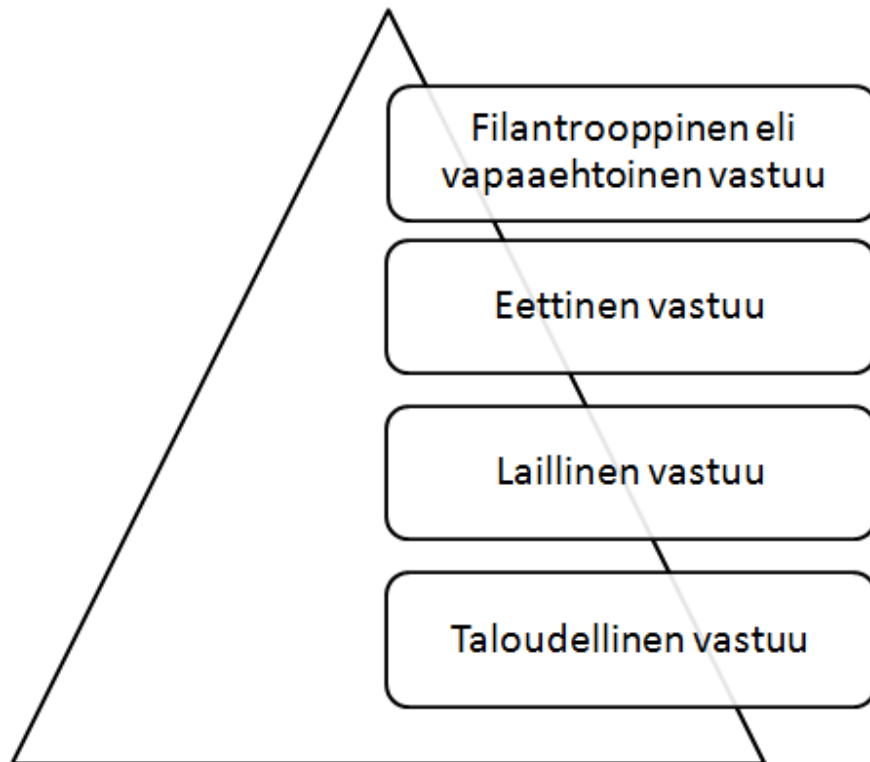 Filantrooppinen eli
vapaaehtoinen vastuu
Eettinen vastuu
Laillinen vastuu
Taloudellinen vastuu